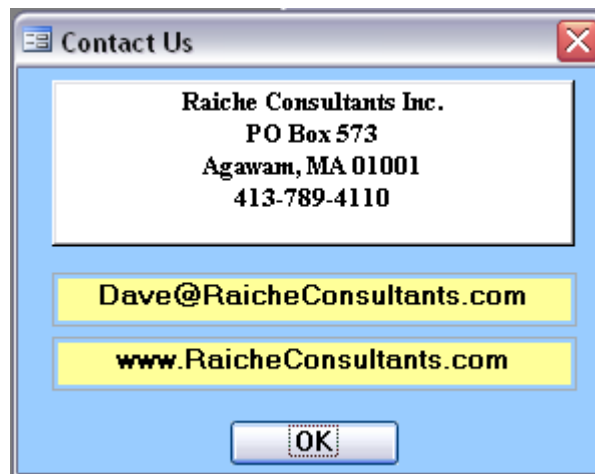 Contact Us
Raiche Consultants Inc.
PO Box 573
Agawam, MA 01001
413-789-4110
Dave@RaicheConsultants.com
www.RaicheConsultants.com
OK